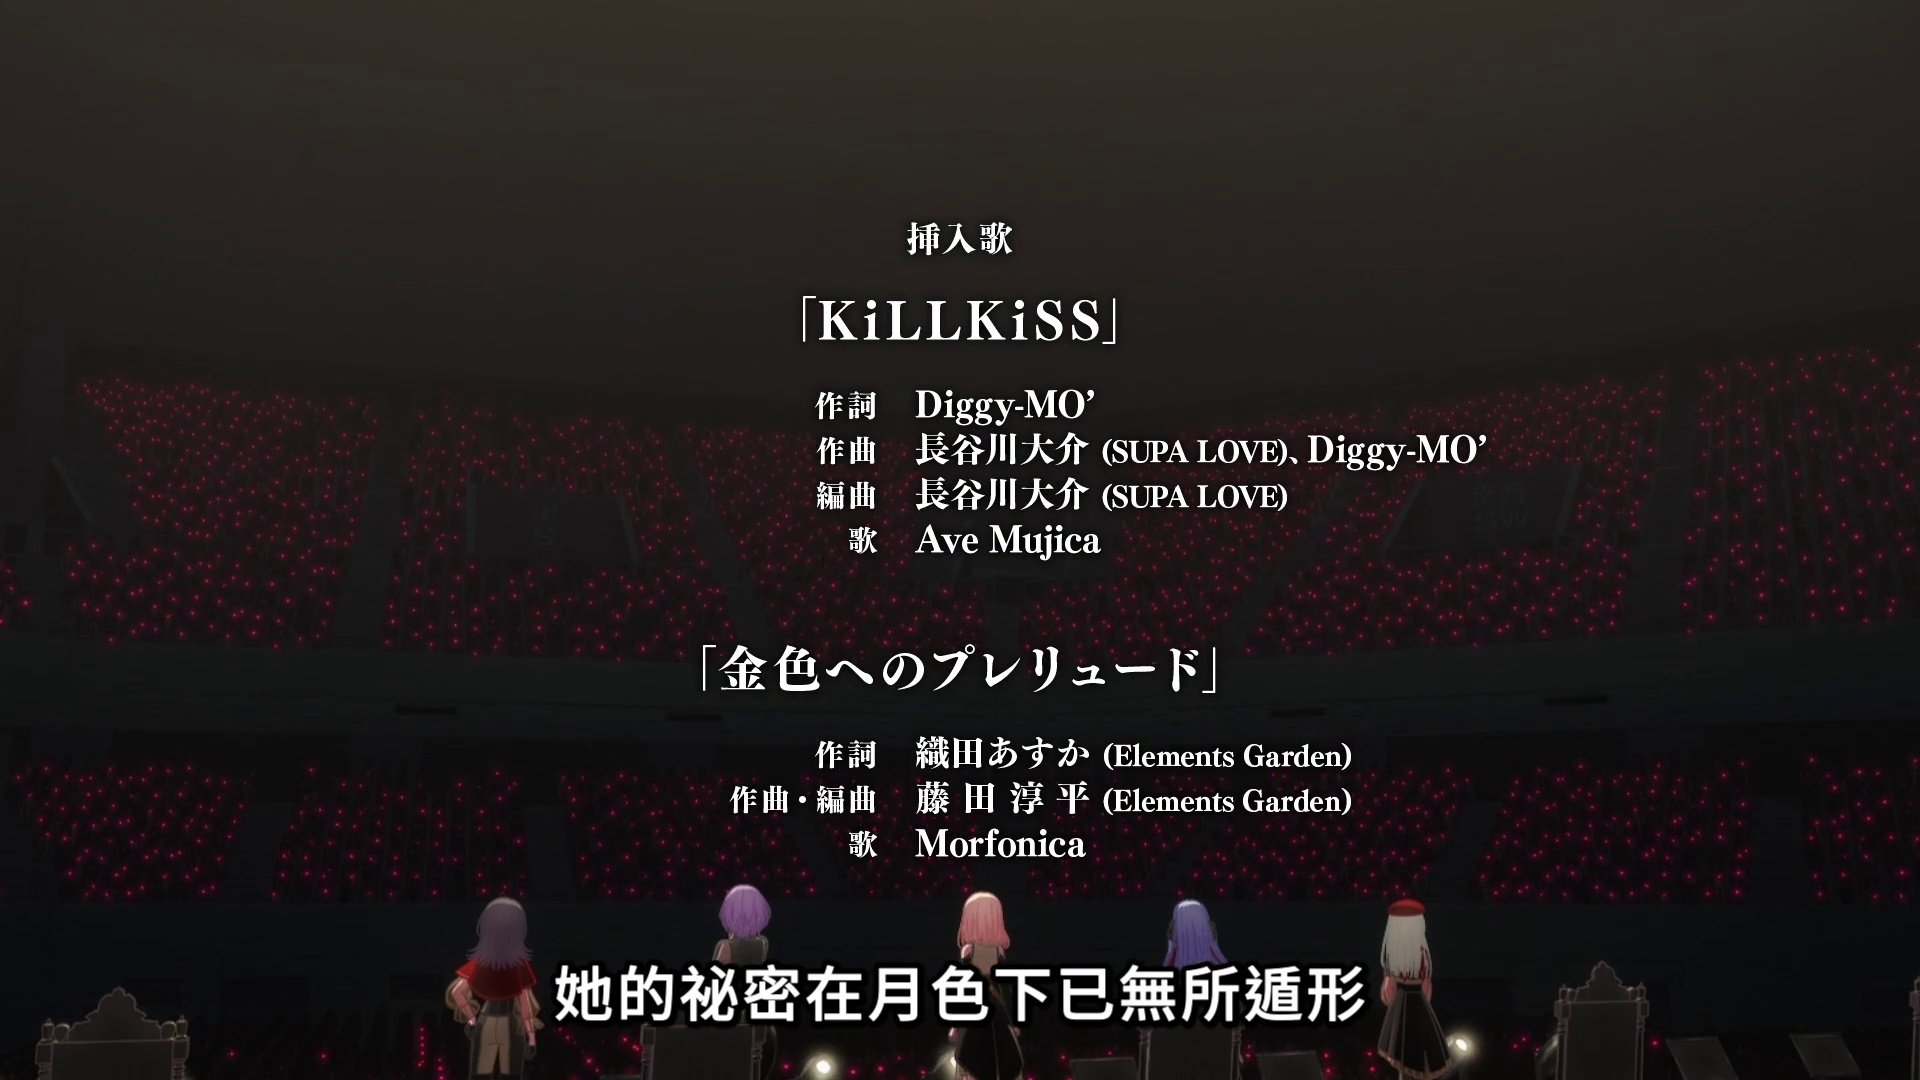 挿入歌
「KiLLKiSS」
作詞 Diggy-MO’
作曲 長谷川大介 (SUPA LOVE)、Diggy-MO’
編曲 長谷川大介 (SUPA LOVE)
歌 Ave Mujica
「金色へのプレリュード」
作詞 織田あすか (Elements Garden)
作曲・編曲 藤田淳平 (Elements Garden)
歌 Morfonica
她的祕密在月色下已無所遁形